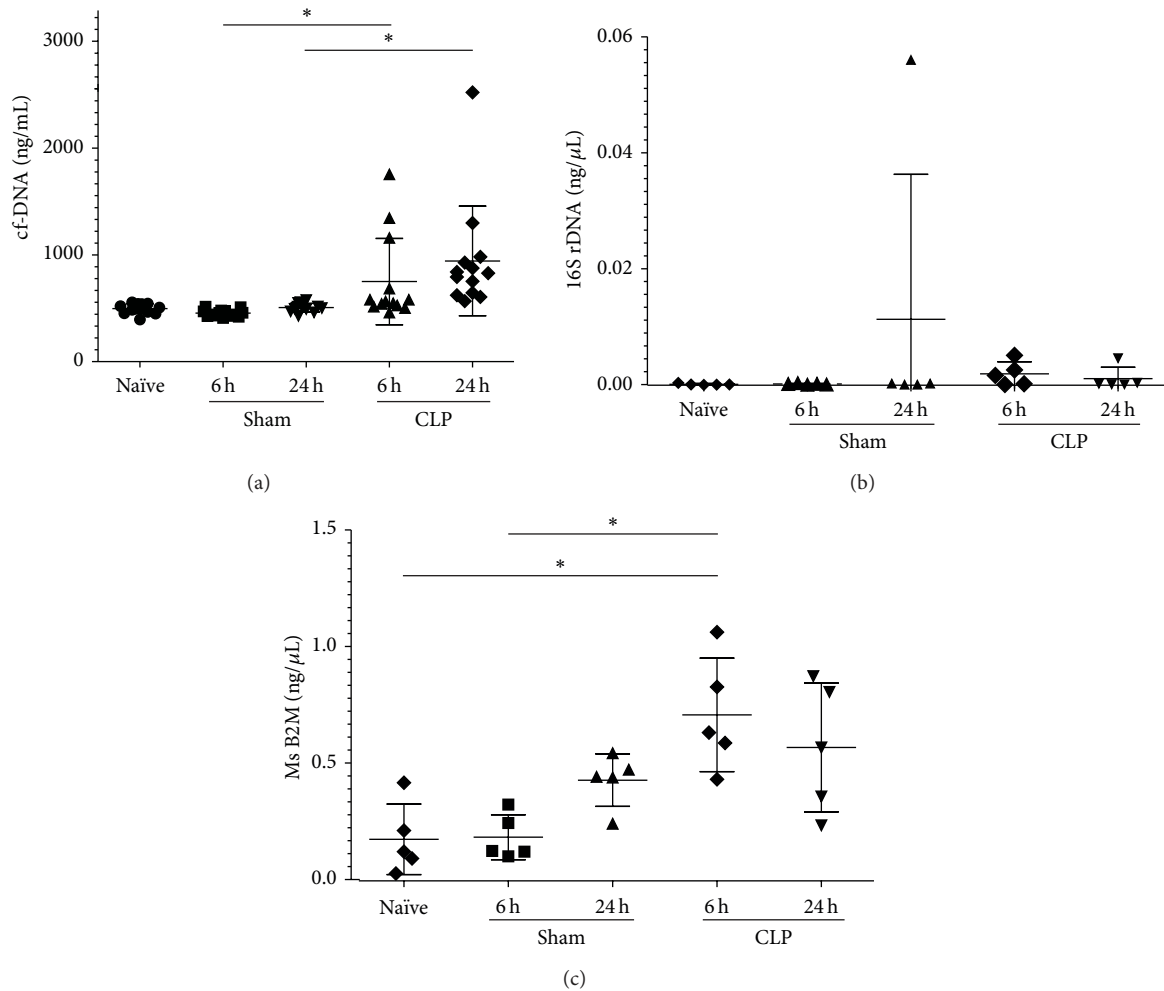 * *
3000
2000
1000
0
cf-DNA (ng/mL)
Naïve 6 h 24 h 6 h 24 h
Sham CLP
(a)
0.06
0.04
0.02
0.00
16S rDNA (ng/μL)
Naïve 6 h 24 h 6 h 24 h
Sham CLP
(b)
* *
1.5
1.0
0.5
0.0
Ms B2M (ng/μL)
Naïve 6 h 24 h 6 h 24 h
Sham CLP
(c)